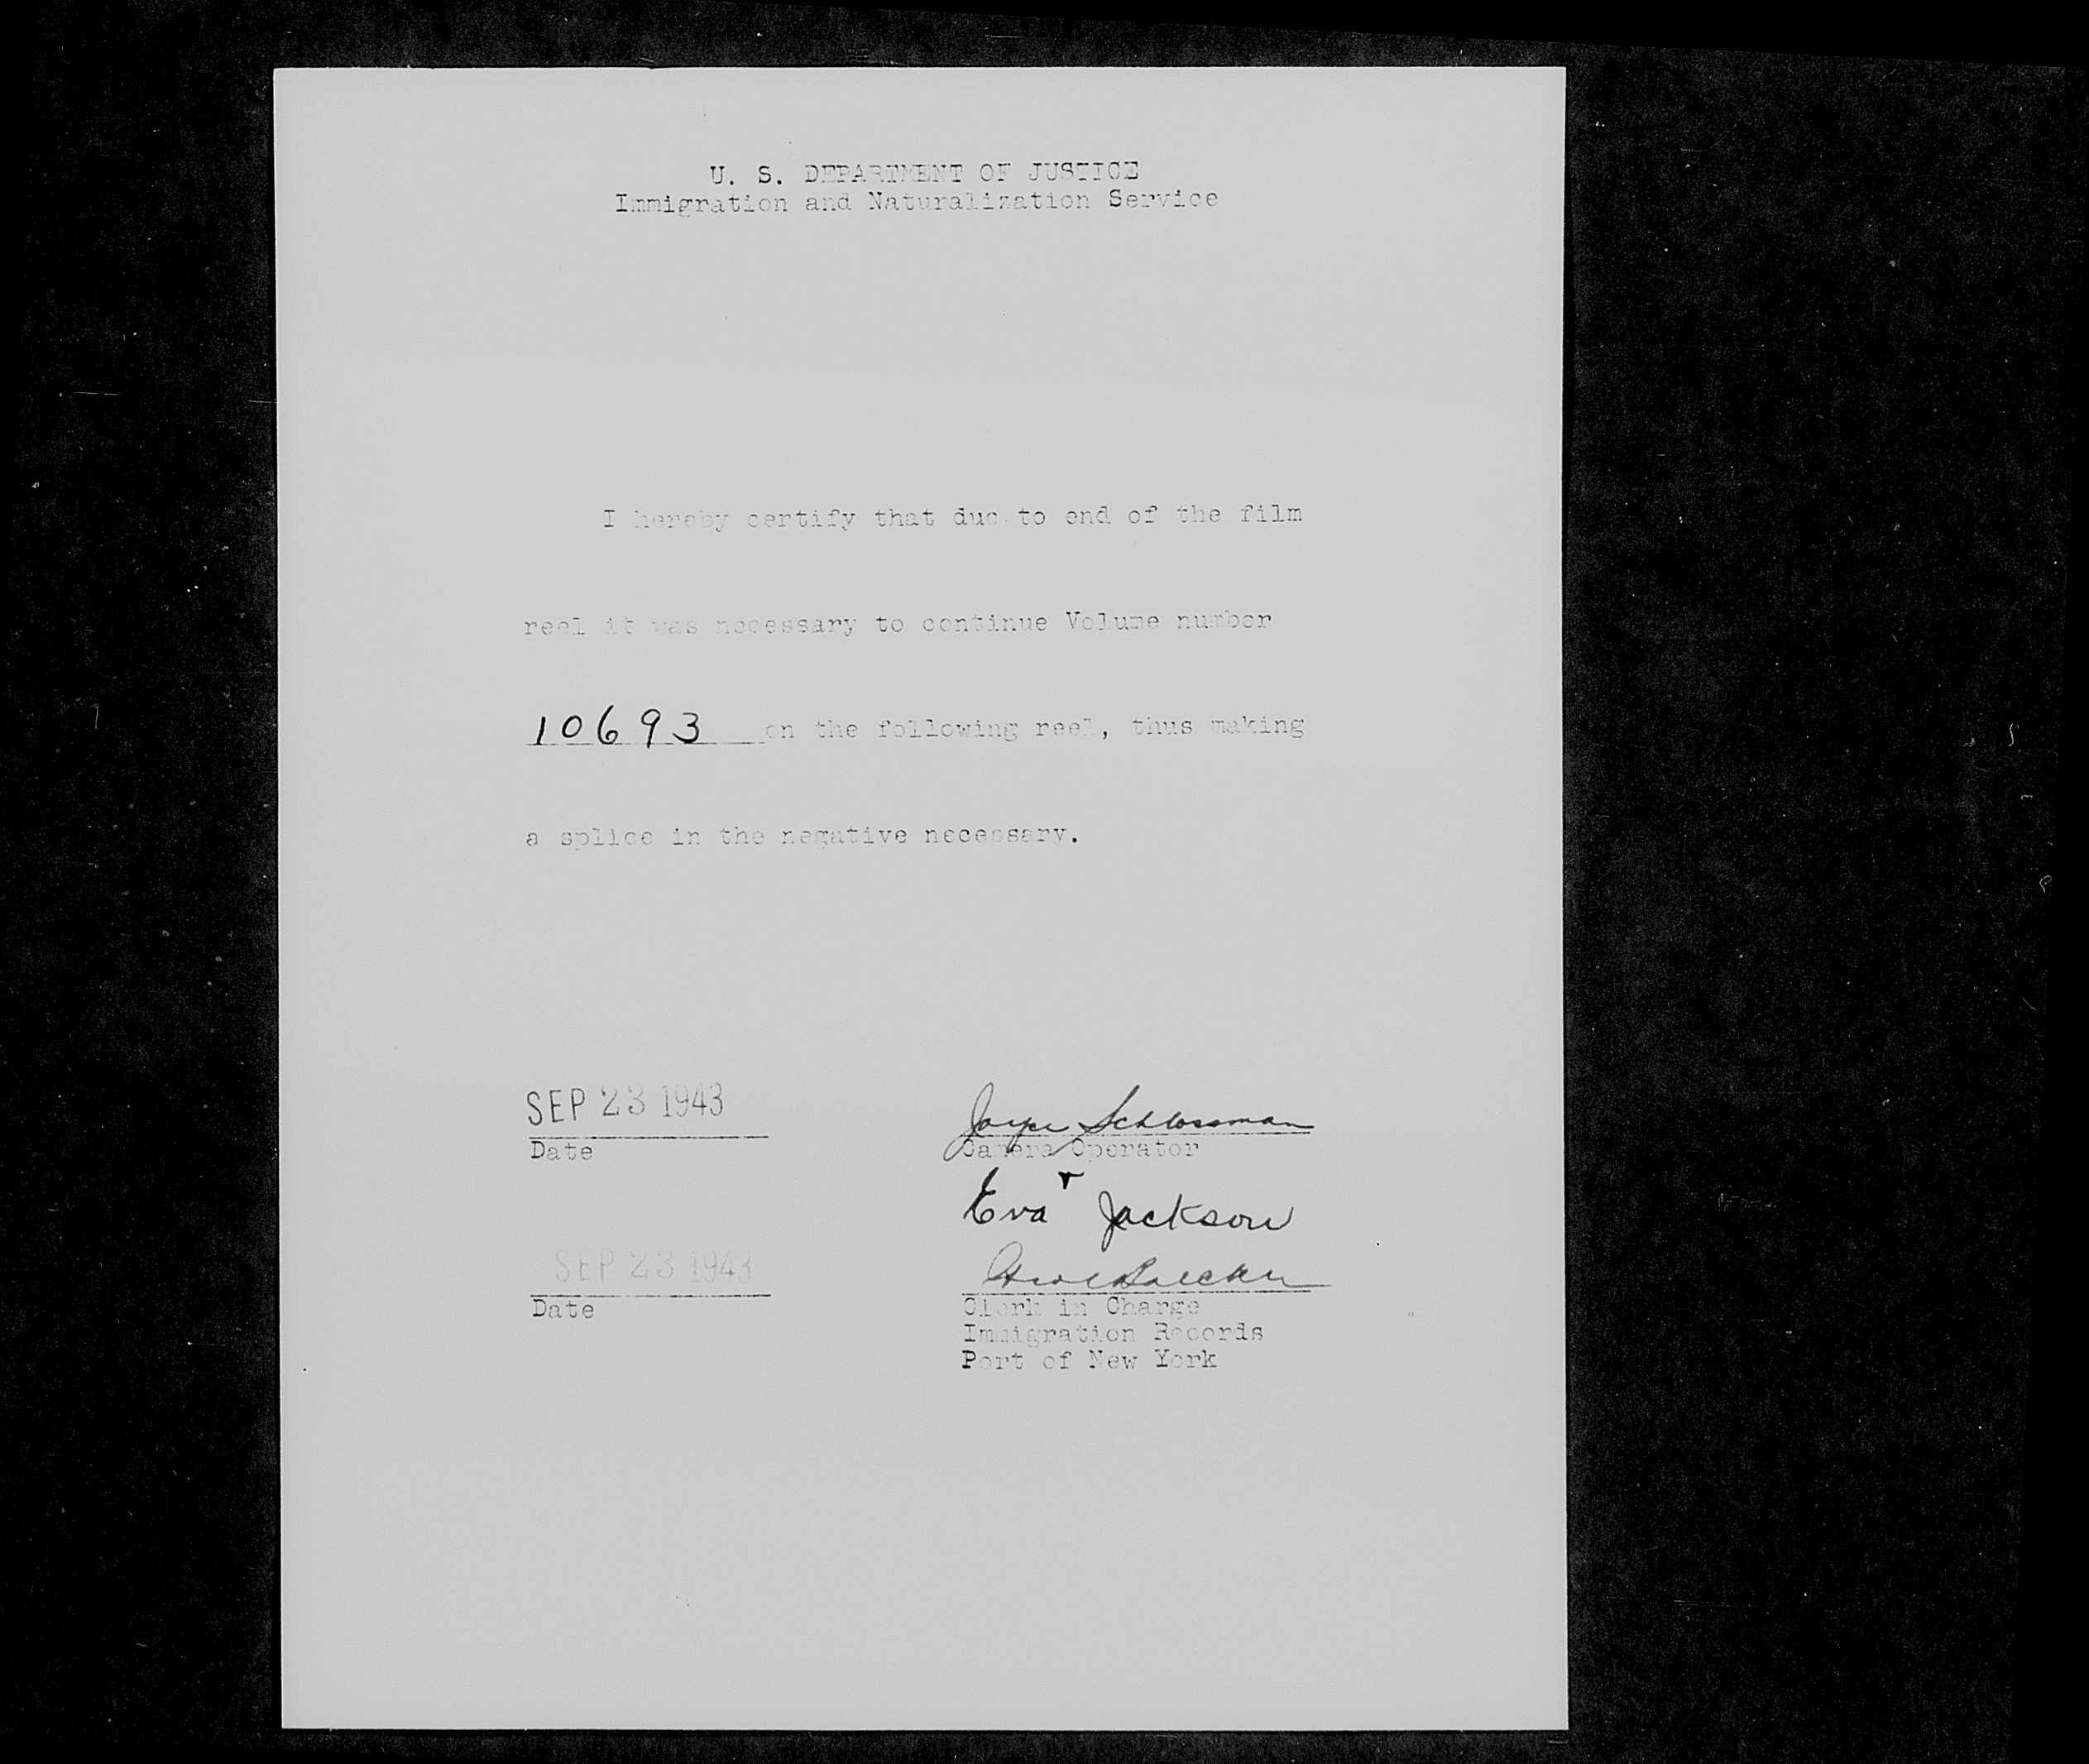 U. S. DEPARTMENT OF JUSTICE
Immigration and Naturalization Service
I hereby certify that due to end of the film
reel it was necessary to continue Volume number
10693 on the following reel, thus making
a splice in the negative necessary.
SEP 23 1943
Date
Joyce Schlossman
Camera Operator
Eva Jackson
SEP 23 1943
Date
Clerk in Charge
Immigration Records
Port of New York